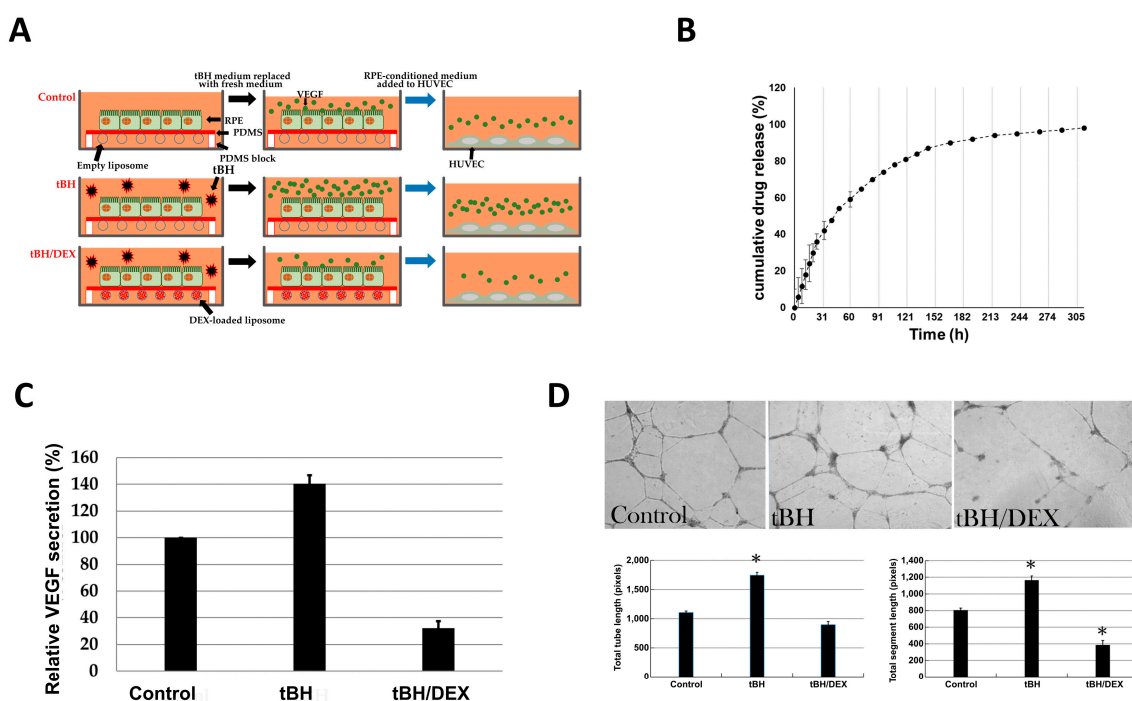 A
tBH medium replaced
with fresh medium
RPE-conditioned medium
added to HUVEC
Control
VEGF
RPE
PDMS
Empty liposome
PDMS block
HUVEC
tBH
tBH
tBH/DEX
DEX-loaded liposome
B
cumulative drug release (%)
120
100
80
60
40
20
0
0 31 60 91 121 152 182 213 244 274 305
Time (h)
C
Relative VEGF secretion (%)
160
140
120
100
80
60
40
20
0
Control tBH tBH/DEX
D
Control
tBH
tBH/DEX
Total tube length (pixels)
2,000
1,500
1,000
500
0
*
Control tBH tBH/DEX
Total segment length (pixels)
1,400
1,200
1,000
800
600
400
200
0
*
*
Control tBH tBH/DEX